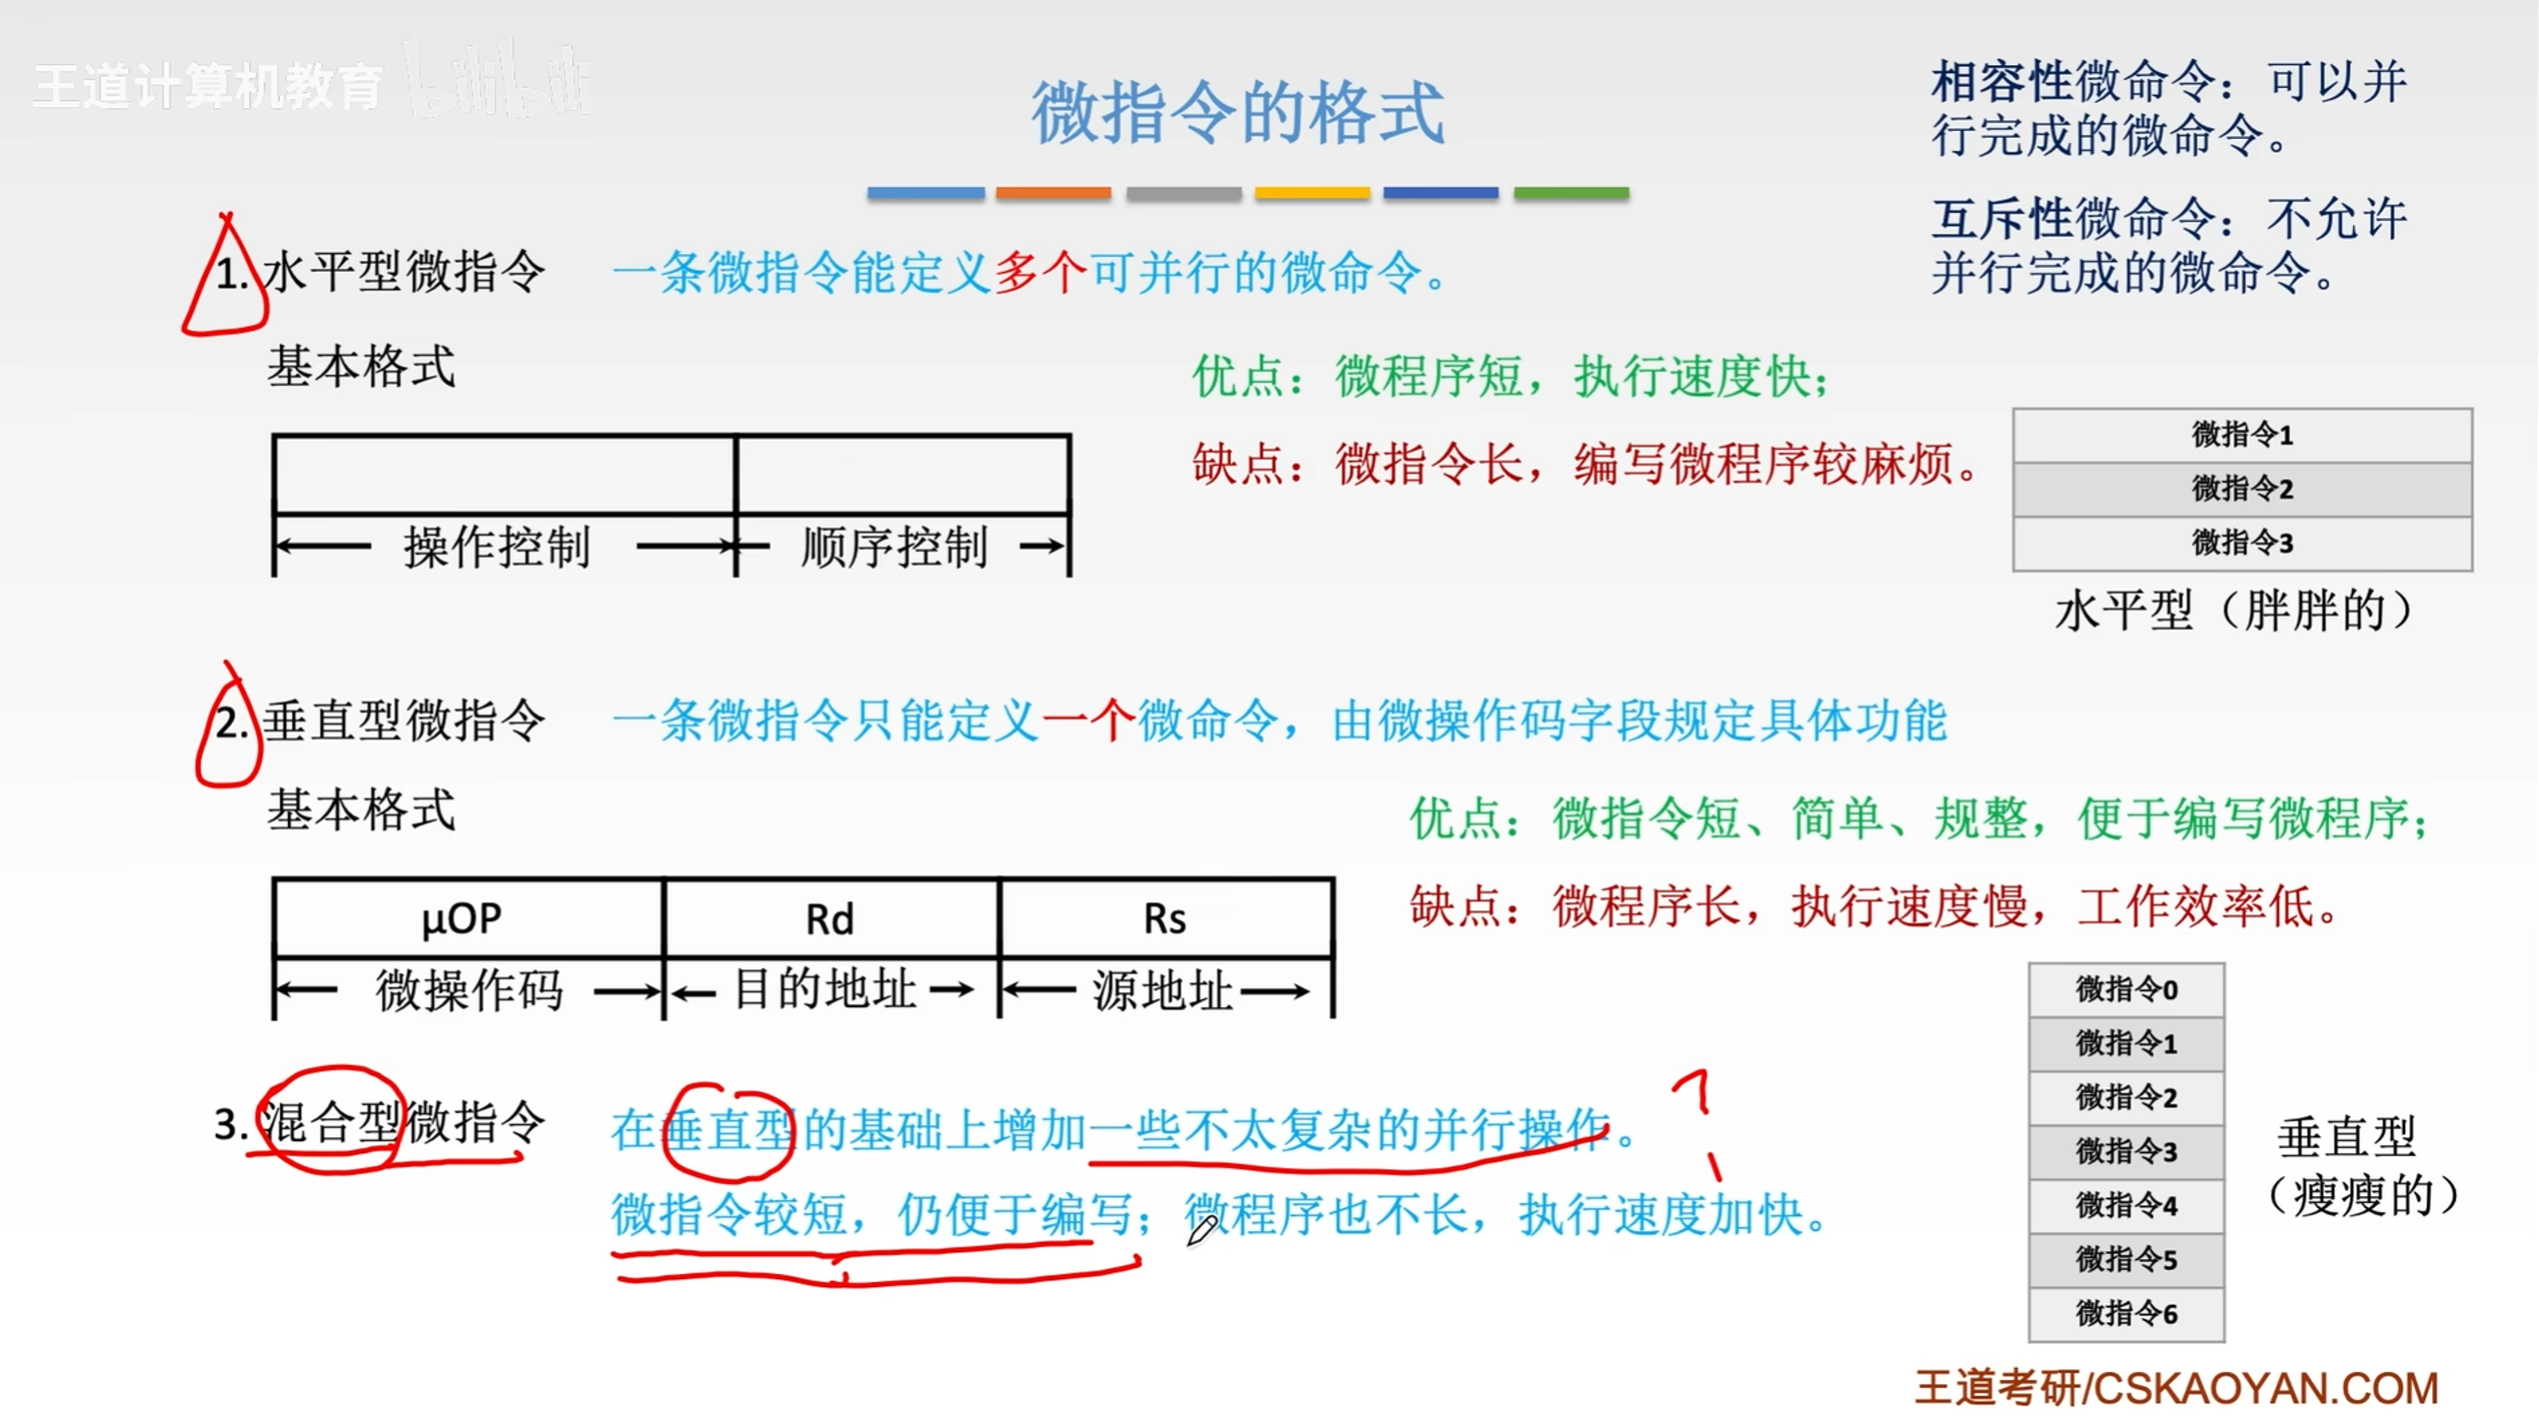 王道计算机教育 bilibili
微指令的格式
相容性微命令：可以并
行完成的微命令。
互斥性微命令：不允许
并行完成的微命令。
1. 水平型微指令 一条微指令能定义多个可并行的微命令。
基本格式
优点：微程序短，执行速度快；
缺点：微指令长，编写微程序较麻烦。
操作控制 顺序控制
微指令1
微指令2
微指令3
水平型（胖胖的）
2. 垂直型微指令 一条微指令只能定义一个微命令，由微操作码字段规定具体功能
基本格式
优点：微指令短、简单、规整，便于编写微程序；
缺点：微程序长，执行速度慢，工作效率低。
μOP Rd Rs
微操作码 目的地址 源地址
3. 混合型微指令 在垂直型的基础上增加一些不太复杂的并行操作。
微指令较短，仍便于编写；微程序也不长，执行速度加快。
微指令0
微指令1
微指令2
微指令3
微指令4
微指令5
微指令6
垂直型
（瘦瘦的）
王道考研/CSKAOYAN.COM